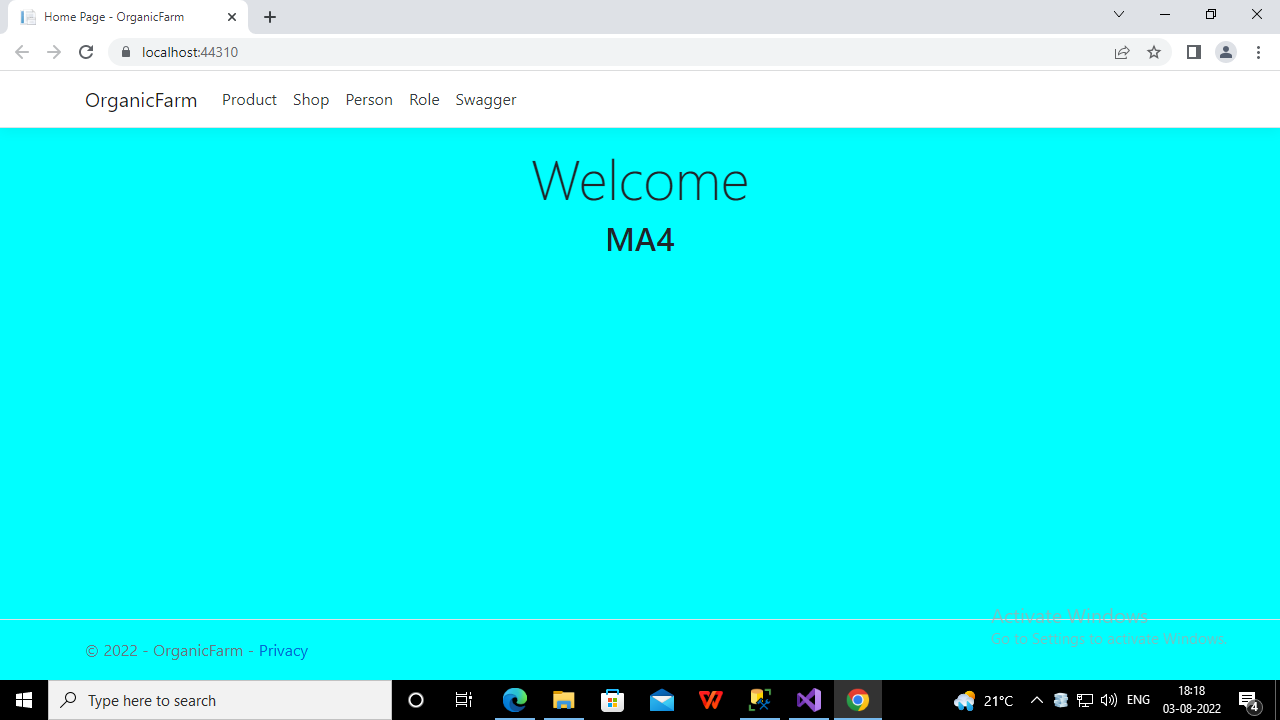 Home Page - OrganicFarm
localhost:44310
OrganicFarm Product Shop Person Role Swagger
Welcome
MA4
Activate Windows
Go to Settings to activate Windows.
© 2022 - OrganicFarm - Privacy
Type here to search
21°C
ENG
18:18
03-08-2022
4